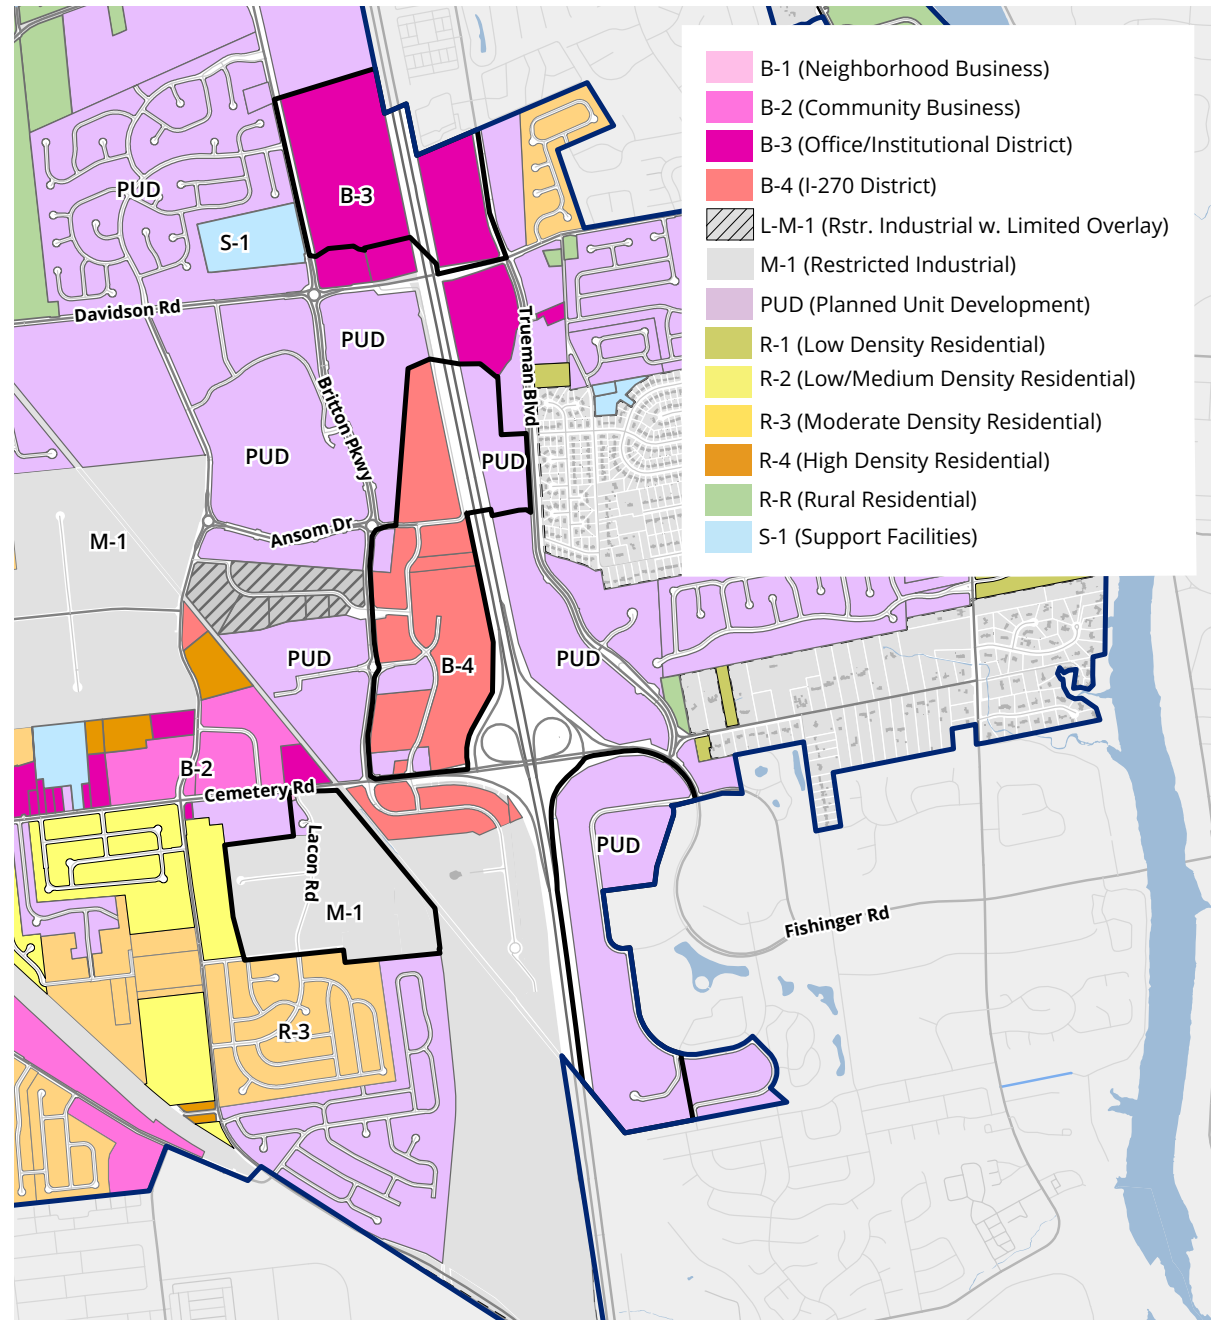 B-1 (Neighborhood Business)
B-2 (Community Business)
B-3 (Office/Institutional District)
B-4 (I-270 District)
L-M-1 (Rstr. Industrial w. Limited Overlay)
M-1 (Restricted Industrial)
PUD (Planned Unit Development)
R-1 (Low Density Residential)
R-2 (Low/Medium Density Residential)
R-3 (Moderate Density Residential)
R-4 (High Density Residential)
R-R (Rural Residential)
S-1 (Support Facilities)
PUD
B-3
S-1
Davidson Rd
PUD
Trueman Blvd
Britton Pkwy
PUD
PUD
Ansom Dr
M-1
PUD
B-4
PUD
B-2
Cemetery Rd
Lacon Rd
PUD
M-1
Fishinger Rd
R-3